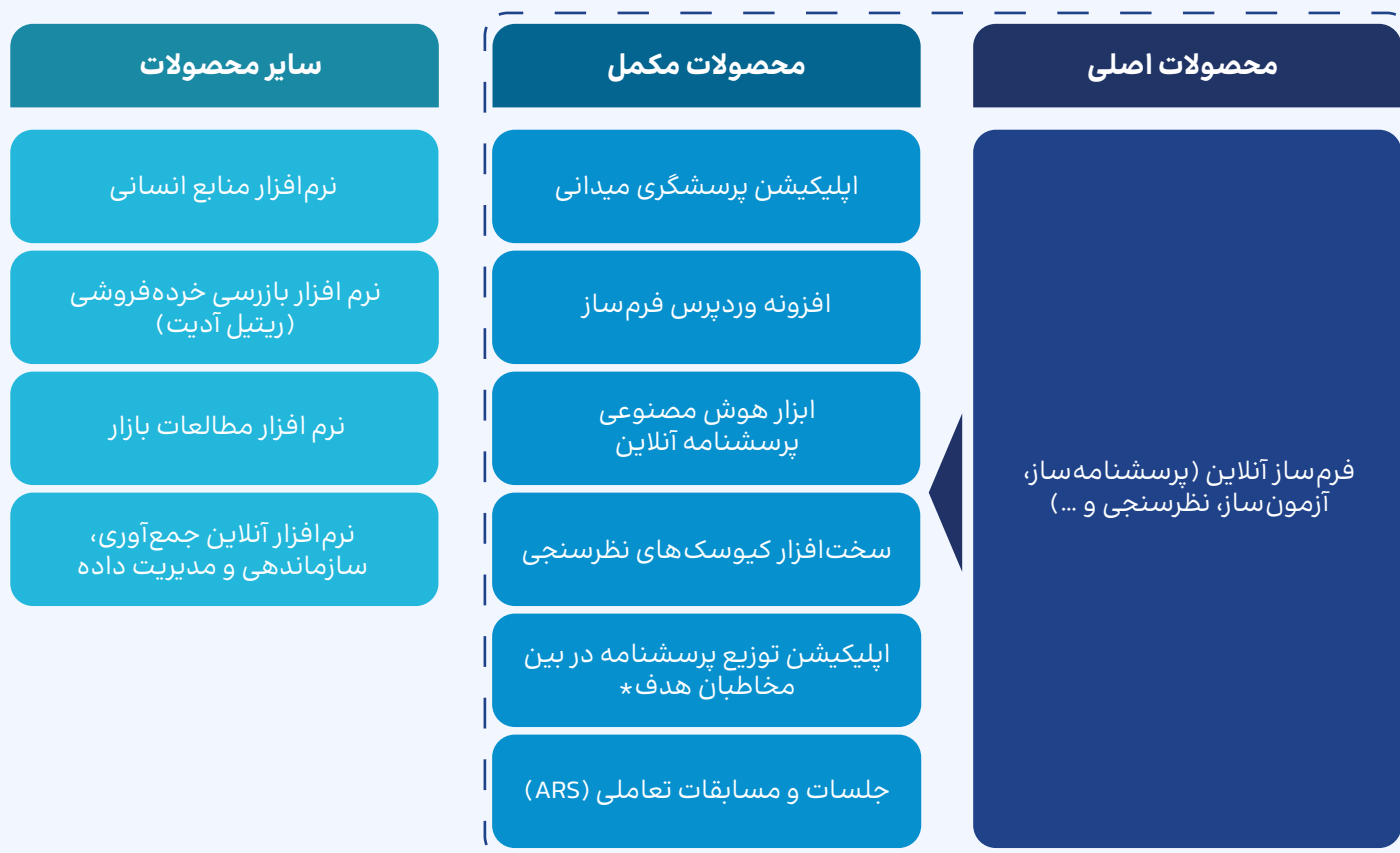 محصولات اصلی
فرم‌ساز آنلاین (پرسشنامه‌ساز،
آزمون‌ساز، نظرسنجی و ...)
محصولات مکمل
اپلیکیشن پرسشگری میدانی
افزونه وردپرس فرم‌ساز
ابزار هوش مصنوعی
پرسشنامه آنلاین
سخت‌افزار کیوسک‌های نظرسنجی
اپلیکیشن توزیع پرسشنامه در بین
مخاطبان هدف*
جلسات و مسابقات تعاملی (ARS)
سایر محصولات
نرم‌افزار منابع انسانی
نرم افزار بازرسی خرده‌فروشی
(ریتیل آدیت)
نرم افزار مطالعات بازار
نرم‌افزار آنلاین جمع‌آوری،
سازماندهی و مدیریت داده